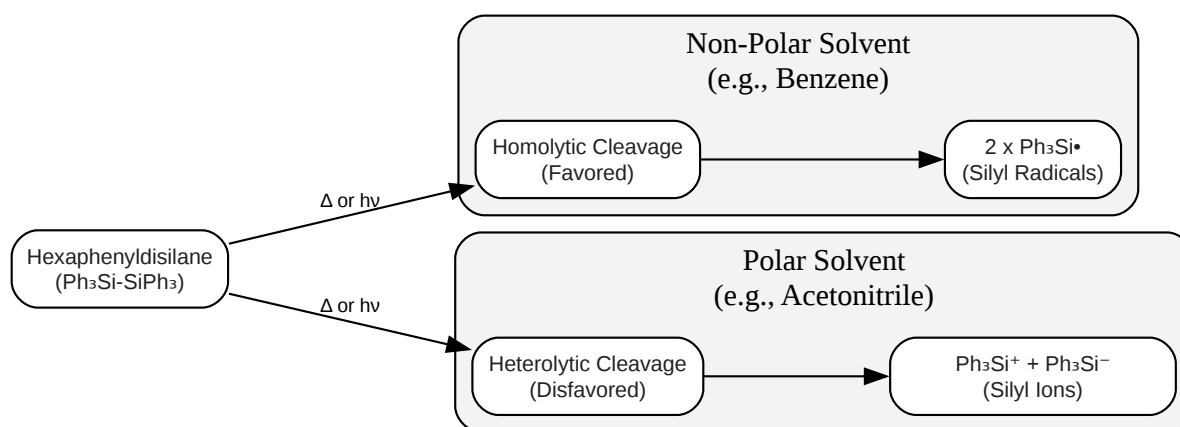 Non-Polar Solvent
(e.g., Benzene)
Homolytic Cleavage
(Favored)
2 x Ph₃Si•
(Silyl Radicals)
Δ or hν
Hexaphenyldisilane
(Ph₃Si-SiPh₃)
Δ or hν
Polar Solvent
(e.g., Acetonitrile)
Heterolytic Cleavage
(Disfavored)
Ph₃Si⁺ + Ph₃Si⁻
(Silyl Ions)